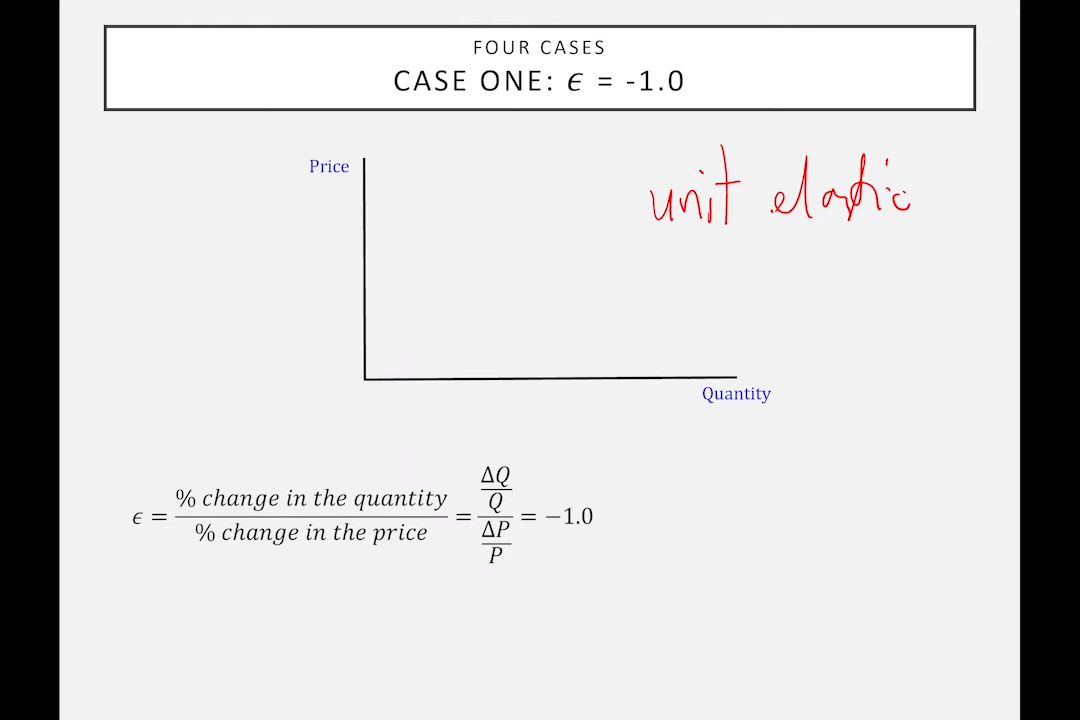 FOUR CASES
CASE ONE: ϵ = -1.0
Price
unit elastic
Quantity
ϵ = % change in the quantity / % change in the price = ΔQ/Q / ΔP/P = −1.0